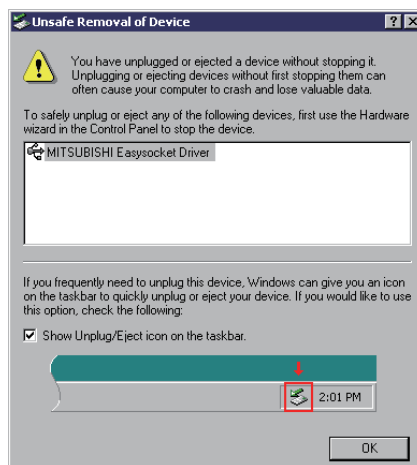 Unsafe Removal of Device
You have unplugged or ejected a device without stopping it.
Unplugging or ejecting devices without first stopping them can
often cause your computer to crash and lose valuable data.
To safely unplug or eject any of the following devices, first use the Hardware
wizard in the Control Panel to stop the device.
MITSUBISHI Easysocket Driver
If you frequently need to unplug this device, Windows can give you an icon
on the taskbar to quickly unplug or eject your device. If you would like to use
this option, check the following:
Show Unplug/Eject icon on the taskbar.
2:01 PM
OK